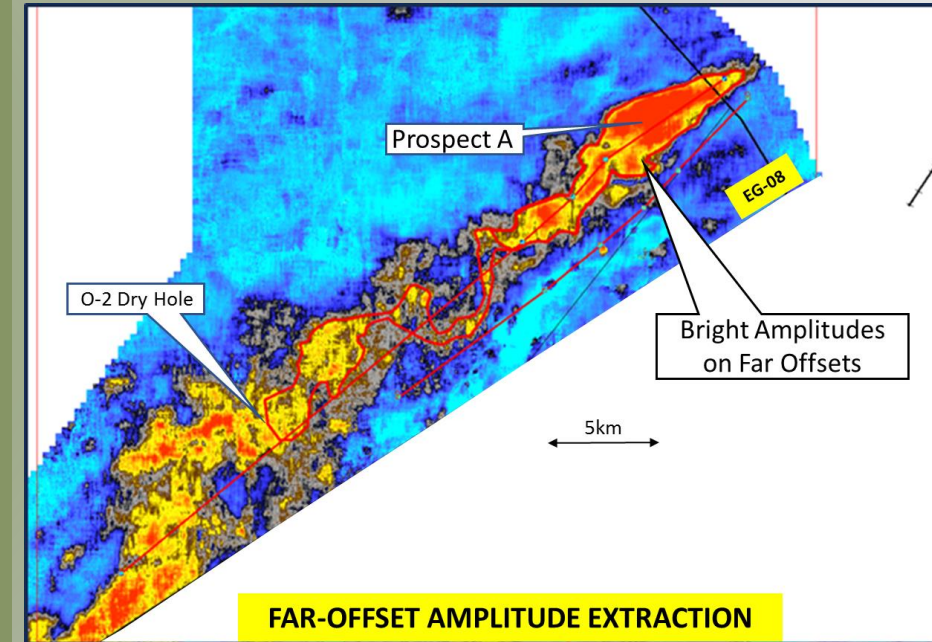 Prospect A
EG-08
O-2 Dry Hole
Bright Amplitudes
on Far Offsets
5km
FAR-OFFSET AMPLITUDE EXTRACTION